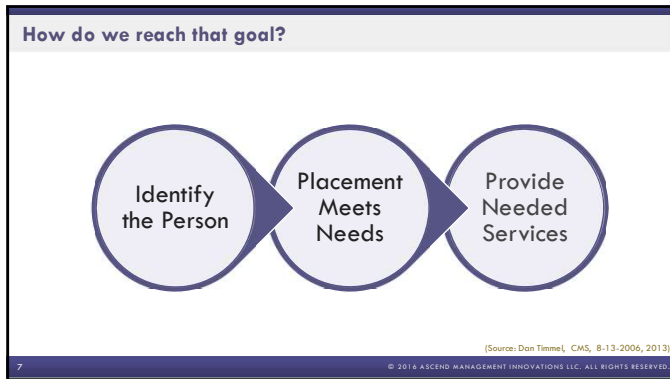 How do we reach that goal?
Identify
the Person
Placement
Meets
Needs
Provide
Needed
Services
(Source: Dan Timmel, CMS, 8-13-2006, 2013)
7
© 2016 ASCEND MANAGEMENT INNOVATIONS LLC. ALL RIGHTS RESERVED.